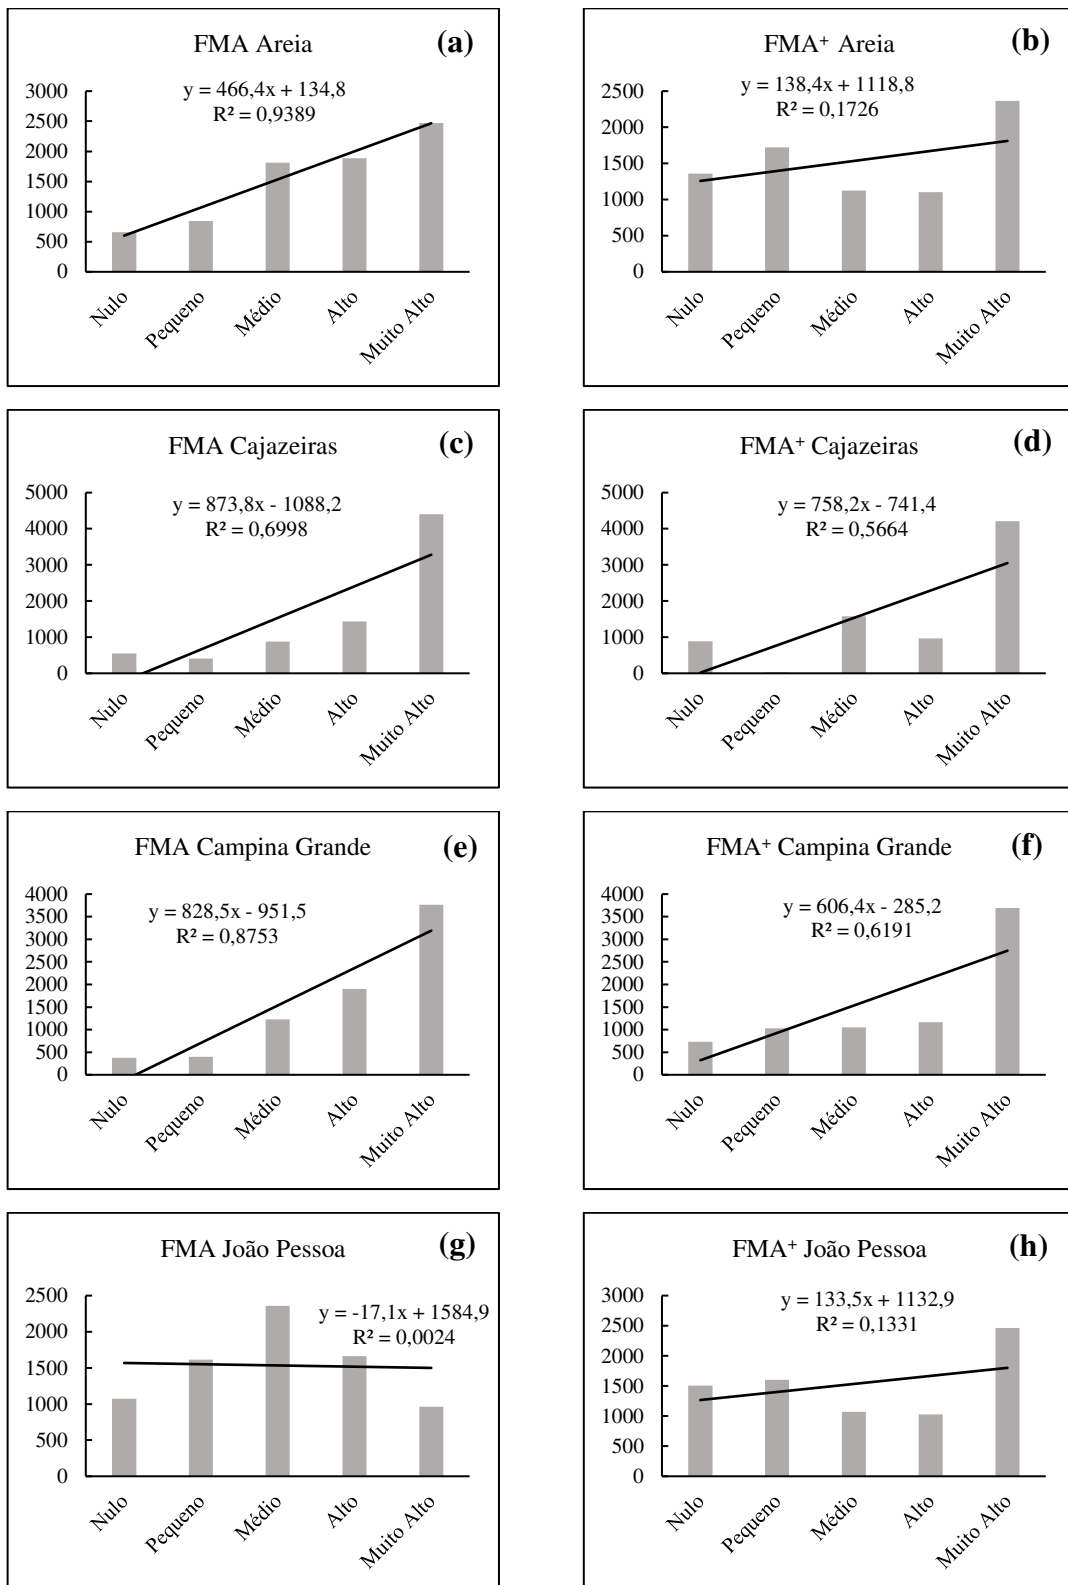 FMA Areia
(a)
y = 466,4x + 134,8
R² = 0,9389
3000
2500
2000
1500
1000
500
0
Nulo
Pequeno
Médio
Alto
Muito Alto
FMA⁺ Areia
(b)
y = 138,4x + 1118,8
R² = 0,1726
2500
2000
1500
1000
500
0
Nulo
Pequeno
Médio
Alto
Muito Alto
FMA Cajazeiras
(c)
y = 873,8x - 1088,2
R² = 0,6998
5000
4000
3000
2000
1000
0
Nulo
Pequeno
Médio
Alto
Muito Alto
FMA⁺ Cajazeiras
(d)
y = 758,2x - 741,4
R² = 0,5664
5000
4000
3000
2000
1000
0
Nulo
Pequeno
Médio
Alto
Muito Alto
FMA Campina Grande
(e)
y = 828,5x - 951,5
R² = 0,8753
4000
3500
3000
2500
2000
1500
1000
500
0
Nulo
Pequeno
Médio
Alto
Muito Alto
FMA⁺ Campina Grande
(f)
y = 606,4x - 285,2
R² = 0,6191
4000
3500
3000
2500
2000
1500
1000
500
0
Nulo
Pequeno
Médio
Alto
Muito Alto
FMA João Pessoa
(g)
y = -17,1x + 1584,9
R² = 0,0024
2500
2000
1500
1000
500
0
Nulo
Pequeno
Médio
Alto
Muito Alto
FMA⁺ João Pessoa
(h)
y = 133,5x + 1132,9
R² = 0,1331
3000
2500
2000
1500
1000
500
0
Nulo
Pequeno
Médio
Alto
Muito Alto